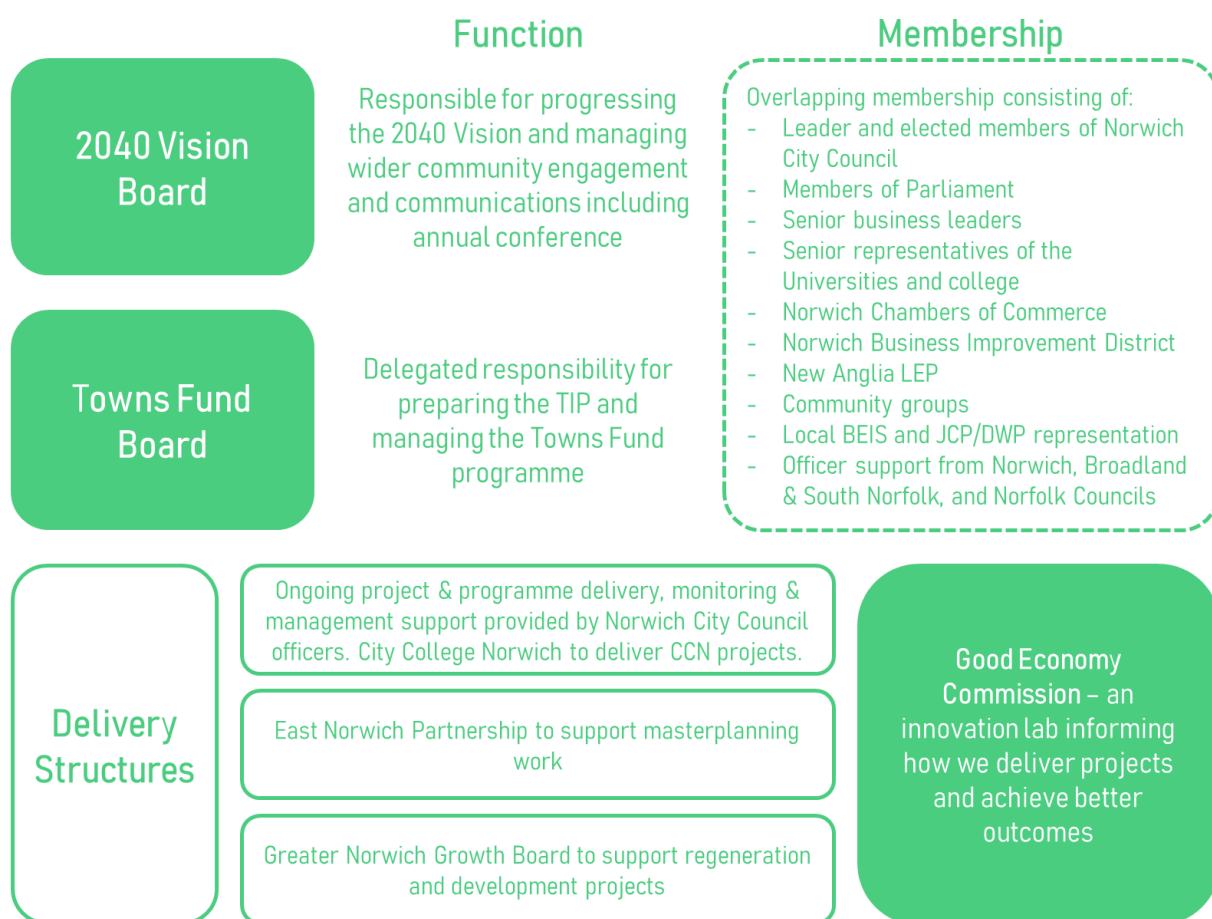 Function
Membership
2040 Vision
Board
Responsible for progressing
the 2040 Vision and managing
wider community engagement
and communications including
annual conference
Overlapping membership consisting of:
- Leader and elected members of Norwich
City Council
- Members of Parliament
- Senior business leaders
- Senior representatives of the
Universities and college
- Norwich Chambers of Commerce
- Norwich Business Improvement District
- New Anglia LEP
- Community groups
- Local BEIS and JCP/DWP representation
- Officer support from Norwich, Broadland
& South Norfolk, and Norfolk Councils
Towns Fund
Board
Delegated responsibility for
preparing the TIP and
managing the Towns Fund
programme
Delivery
Structures
Ongoing project & programme delivery, monitoring &
management support provided by Norwich City Council
officers. City College Norwich to deliver CCN projects.
East Norwich Partnership to support masterplanning
work
Greater Norwich Growth Board to support regeneration
and development projects
Good Economy
Commission – an
innovation lab informing
how we deliver projects
and achieve better
outcomes